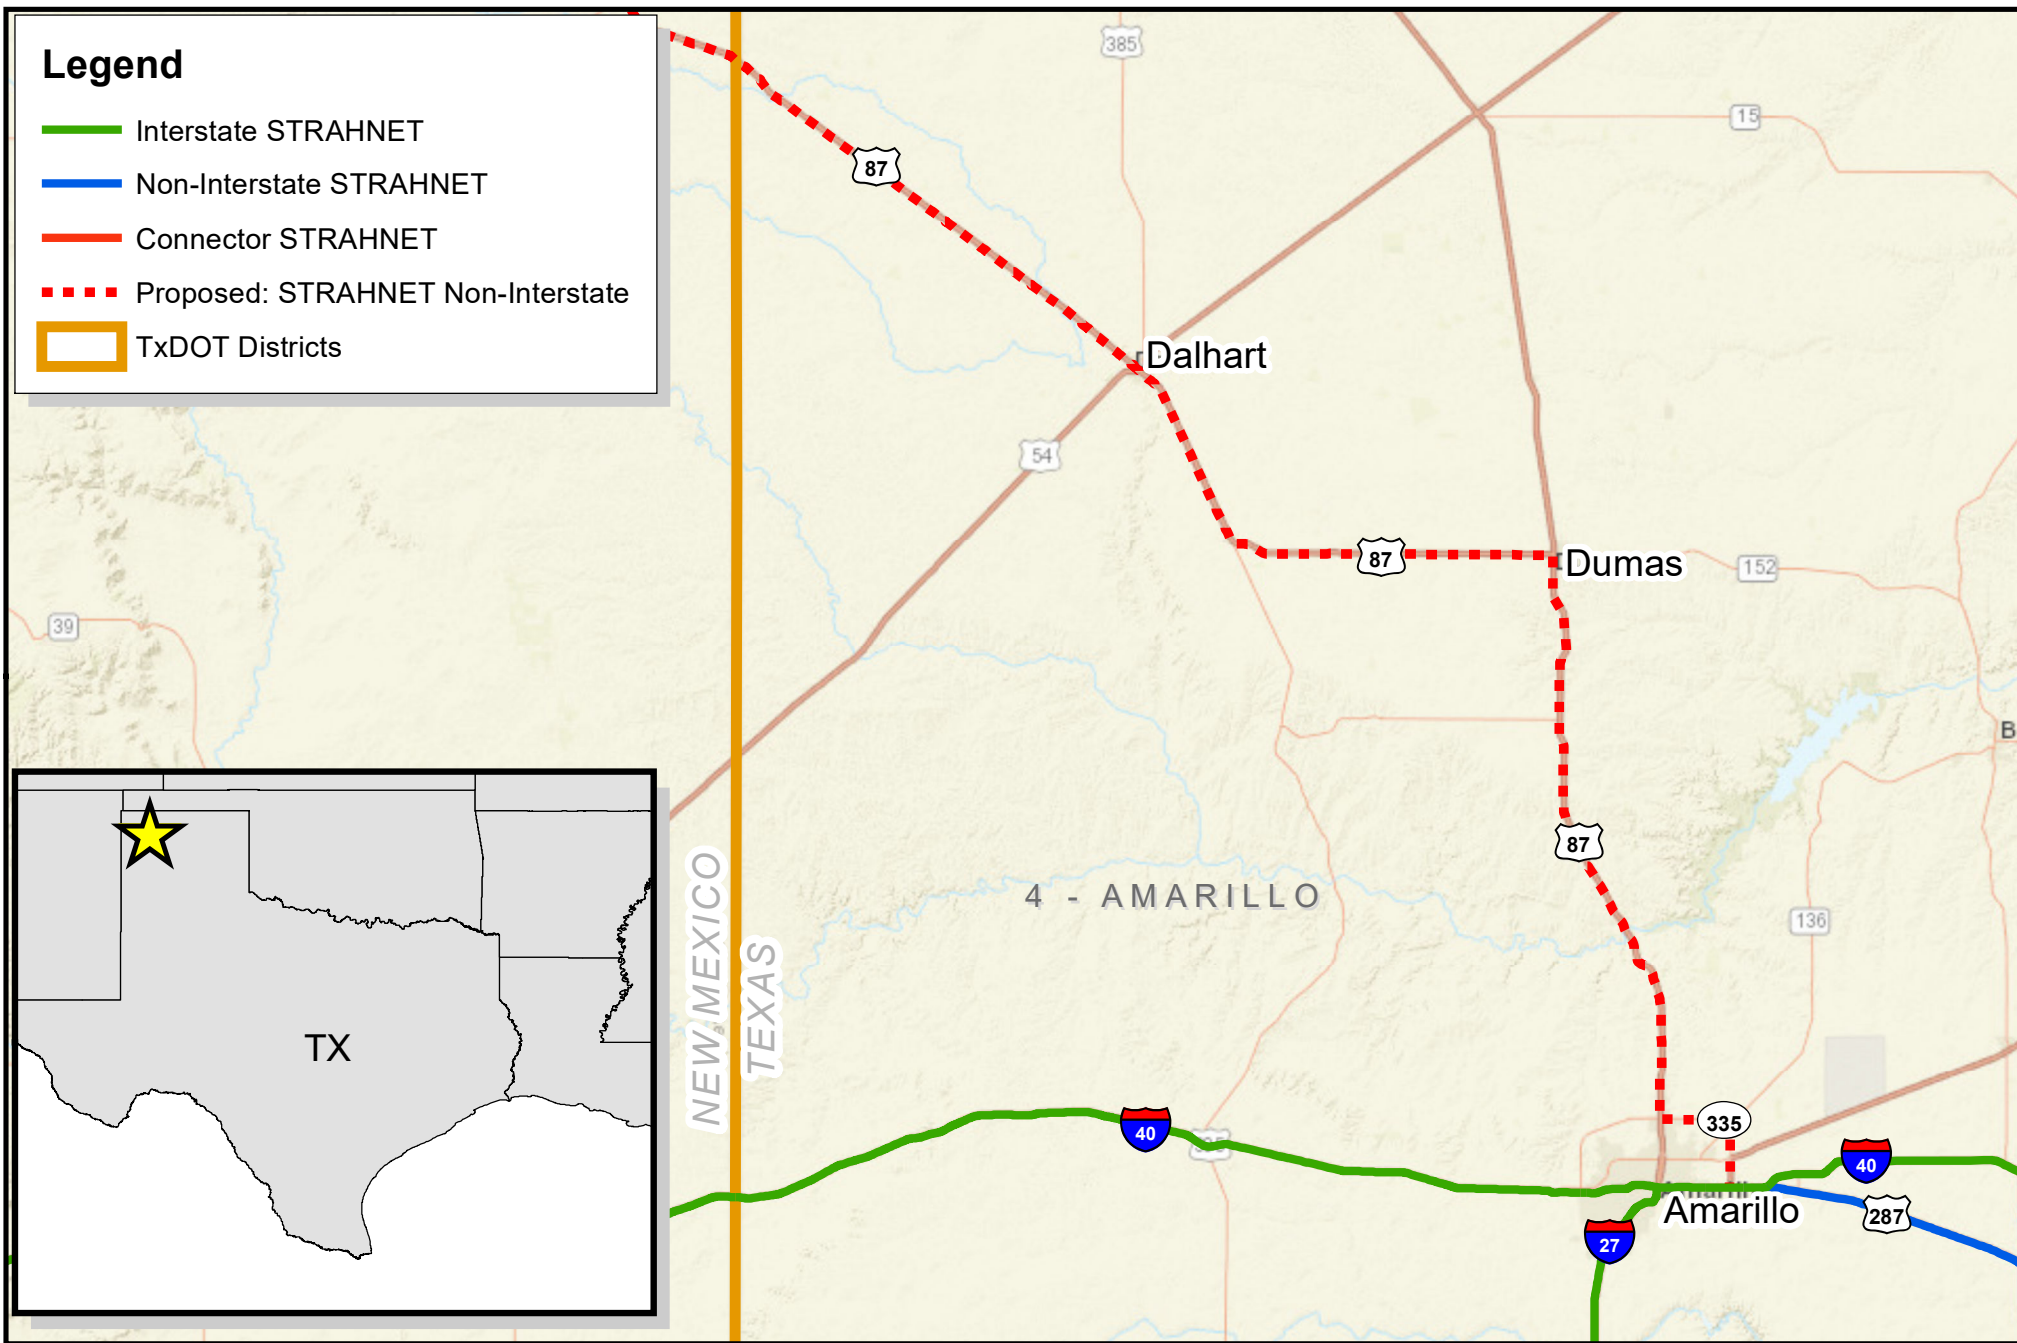 Legend
Interstate STRAHNET
Non-Interstate STRAHNET
Connector STRAHNET
Proposed: STRAHNET Non-Interstate
TxDOT Districts
385
15
87
Dalhart
54
87
Dumas
152
39
B
87
4 - AMARILLO
136
NEW MEXICO
TEXAS
TX
335
40
40
Amarillo
287
27